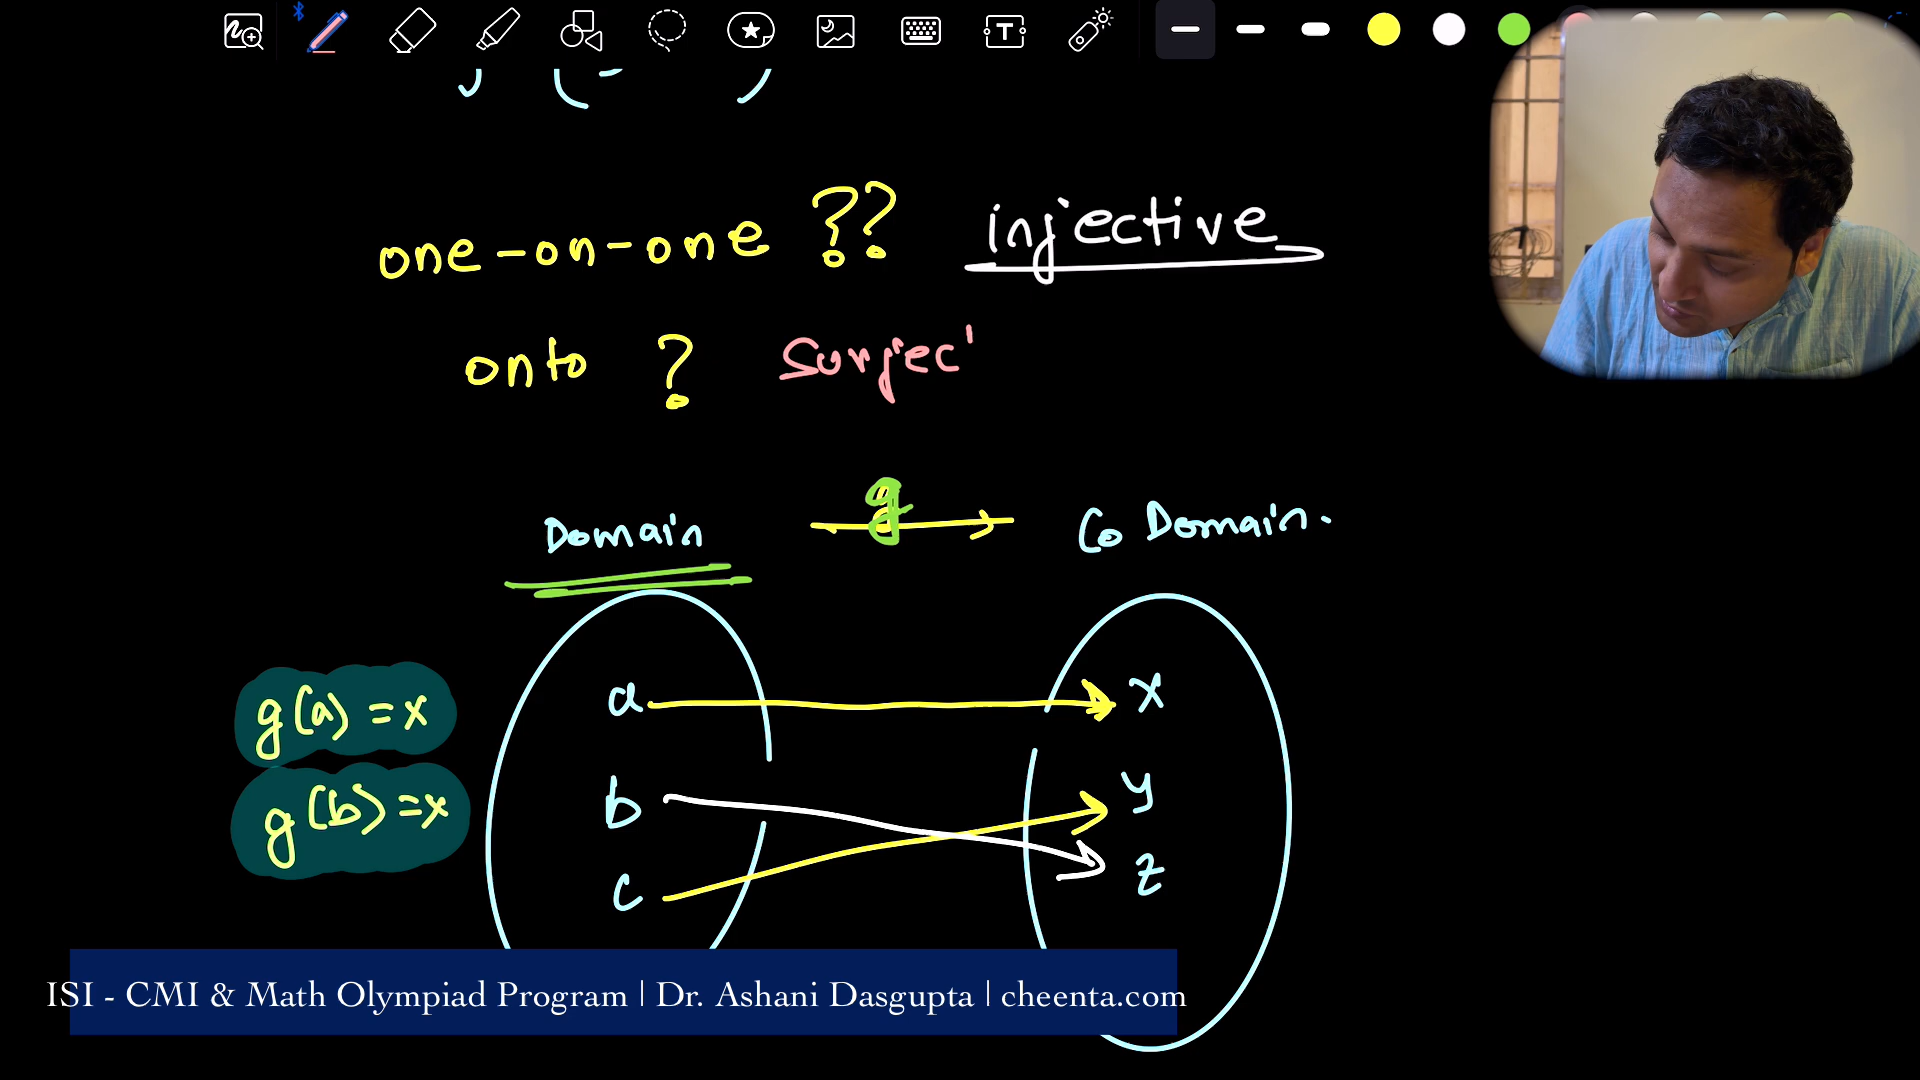 one-on-one ?? injective
onto ? Surjec
Domain g Co Domain.
g(a) = x a x
g(b) = x b y
c z
ISI - CMI & Math Olympiad Program | Dr. Ashani Dasgupta | cheenta.com